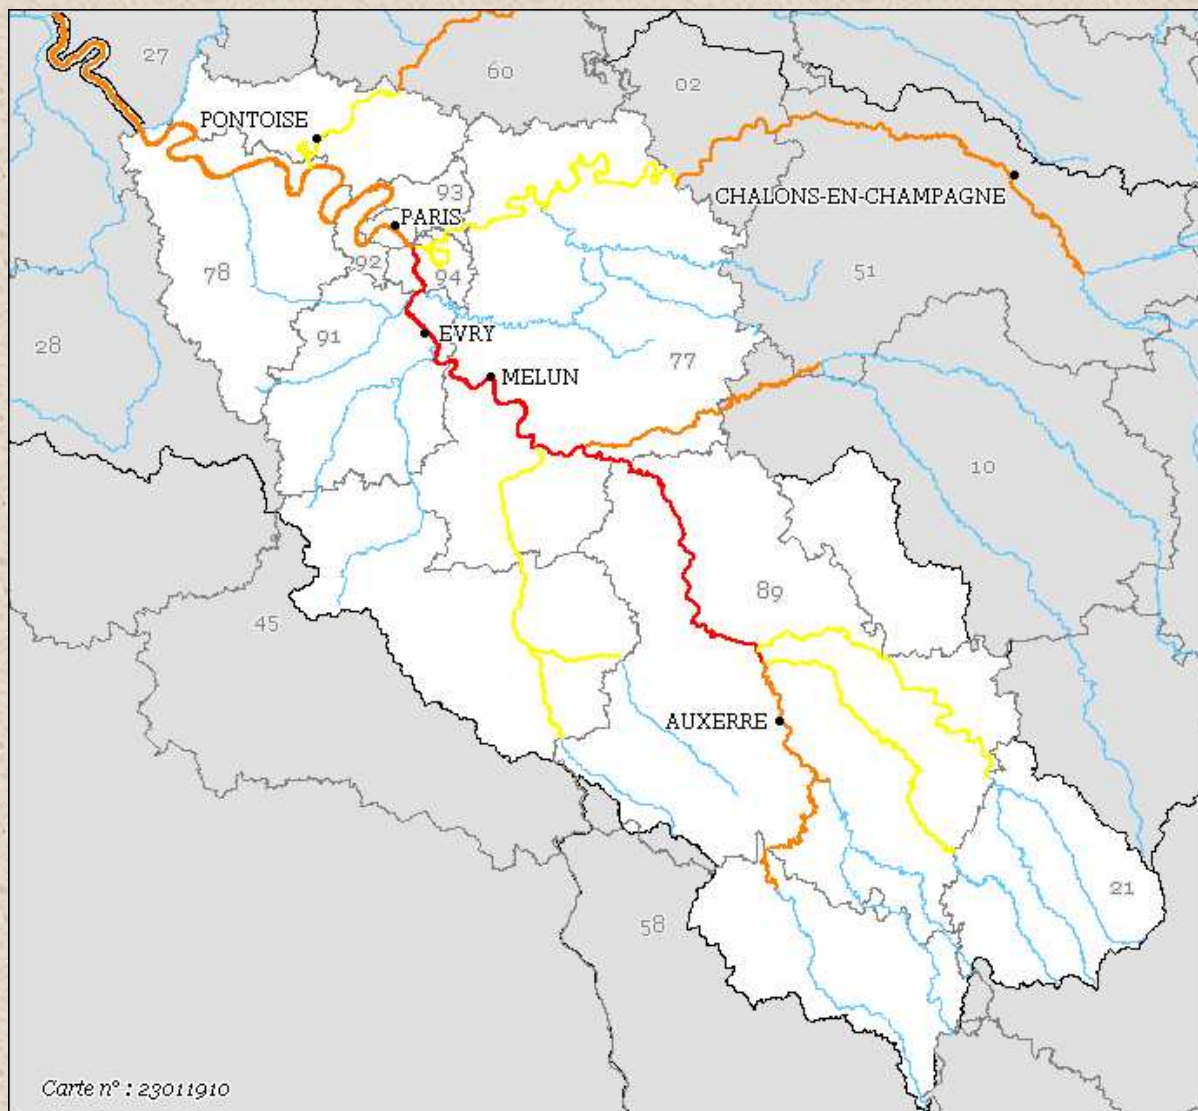 27
60
02
PONTOISE
CHALONS-EN-CHAMPAGNE
93
PARIS
92
94
78
51
91
EVRY
28
77
MELUN
10
89
45
AUXERRE
21
58
Carte n° : 23011910